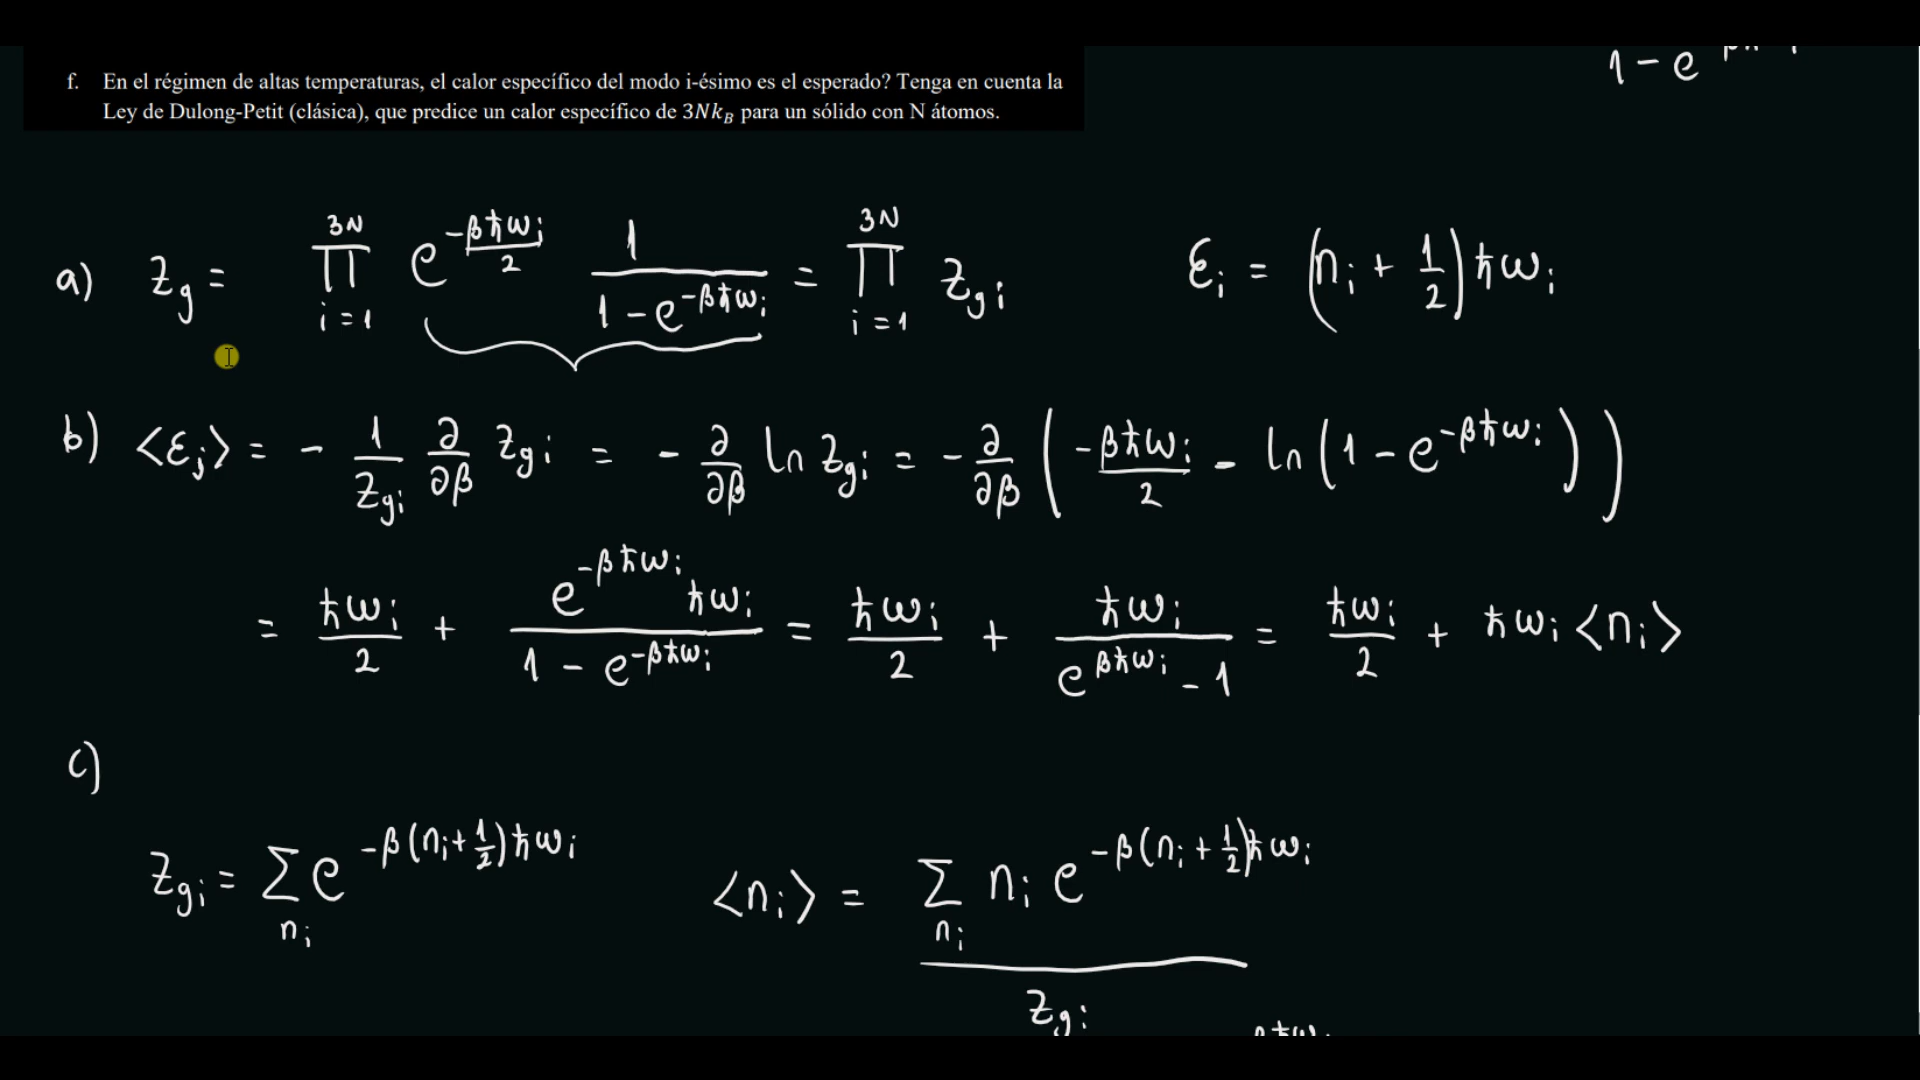 f. En el régimen de altas temperaturas, el calor específico del modo i-ésimo es el esperado? Tenga en cuenta la
Ley de Dulong-Petit (clásica), que predice un calor específico de 3Nk_B para un sólido con N átomos.
1 - e
a) Z_g = ∏_{i=1}^{3N} e^{-βħω_i/2} 1/(1 - e^{-βħω_i}) = ∏_{i=1}^{3N} Z_{gi}    ε_i = (n_i + 1/2)ħω_i
b) <ε_i> = - 1/Z_{gi} ∂/∂β Z_{gi} = - ∂/∂β ln Z_{gi} = - ∂/∂β (-βħω_i/2 - ln(1 - e^{-βħω_i}))
= ħω_i/2 + e^{-βħω_i} ħω_i/(1 - e^{-βħω_i}) = ħω_i/2 + ħω_i/(e^{βħω_i} - 1) = ħω_i/2 + ħω_i <n_i>
c)
Z_{gi} = ∑_{n_i} e^{-β(n_i + 1/2)ħω_i}    <n_i> = ∑_{n_i} n_i e^{-β(n_i + 1/2)ħω_i} / Z_{gi}